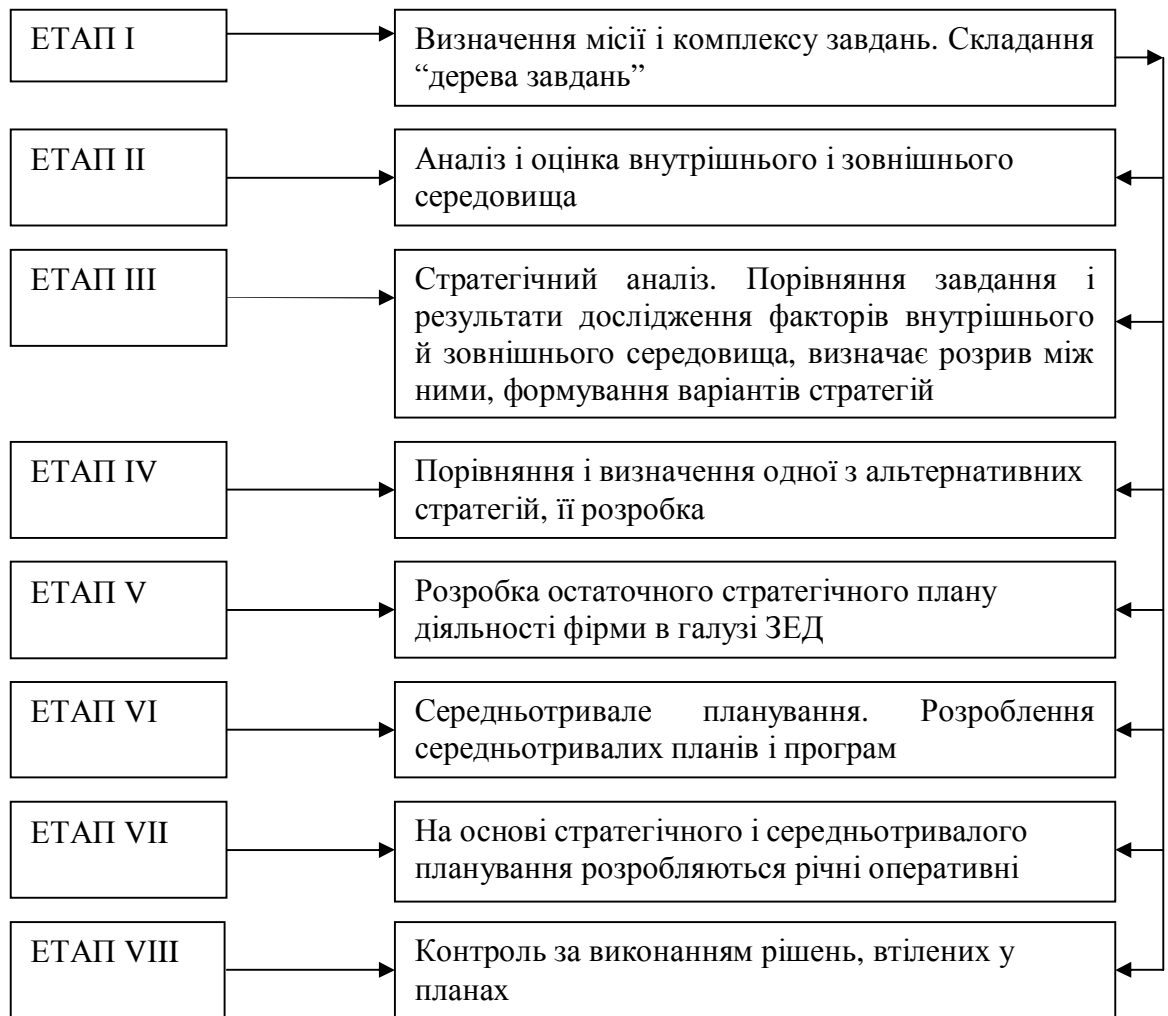 ЕТАП I
Визначення місії і комплексу завдань. Складання
“дерева завдань”
ЕТАП II
Аналіз і оцінка внутрішнього і зовнішнього
середовища
ЕТАП III
Стратегічний аналіз. Порівняння завдання і
результати дослідження факторів внутрішнього
й зовнішнього середовища, визначає розрив між
ними, формування варіантів стратегій
ЕТАП IV
Порівняння і визначення одної з альтернативних
стратегій, її розробка
ЕТАП V
Розробка остаточного стратегічного плану
діяльності фірми в галузі ЗЕД
ЕТАП VI
Середньотривале планування. Розроблення
середньотривалих планів і програм
ЕТАП VII
На основі стратегічного і середньотривалого
планування розробляються річні оперативні
ЕТАП VIII
Контроль за виконанням рішень, втілених у
планах